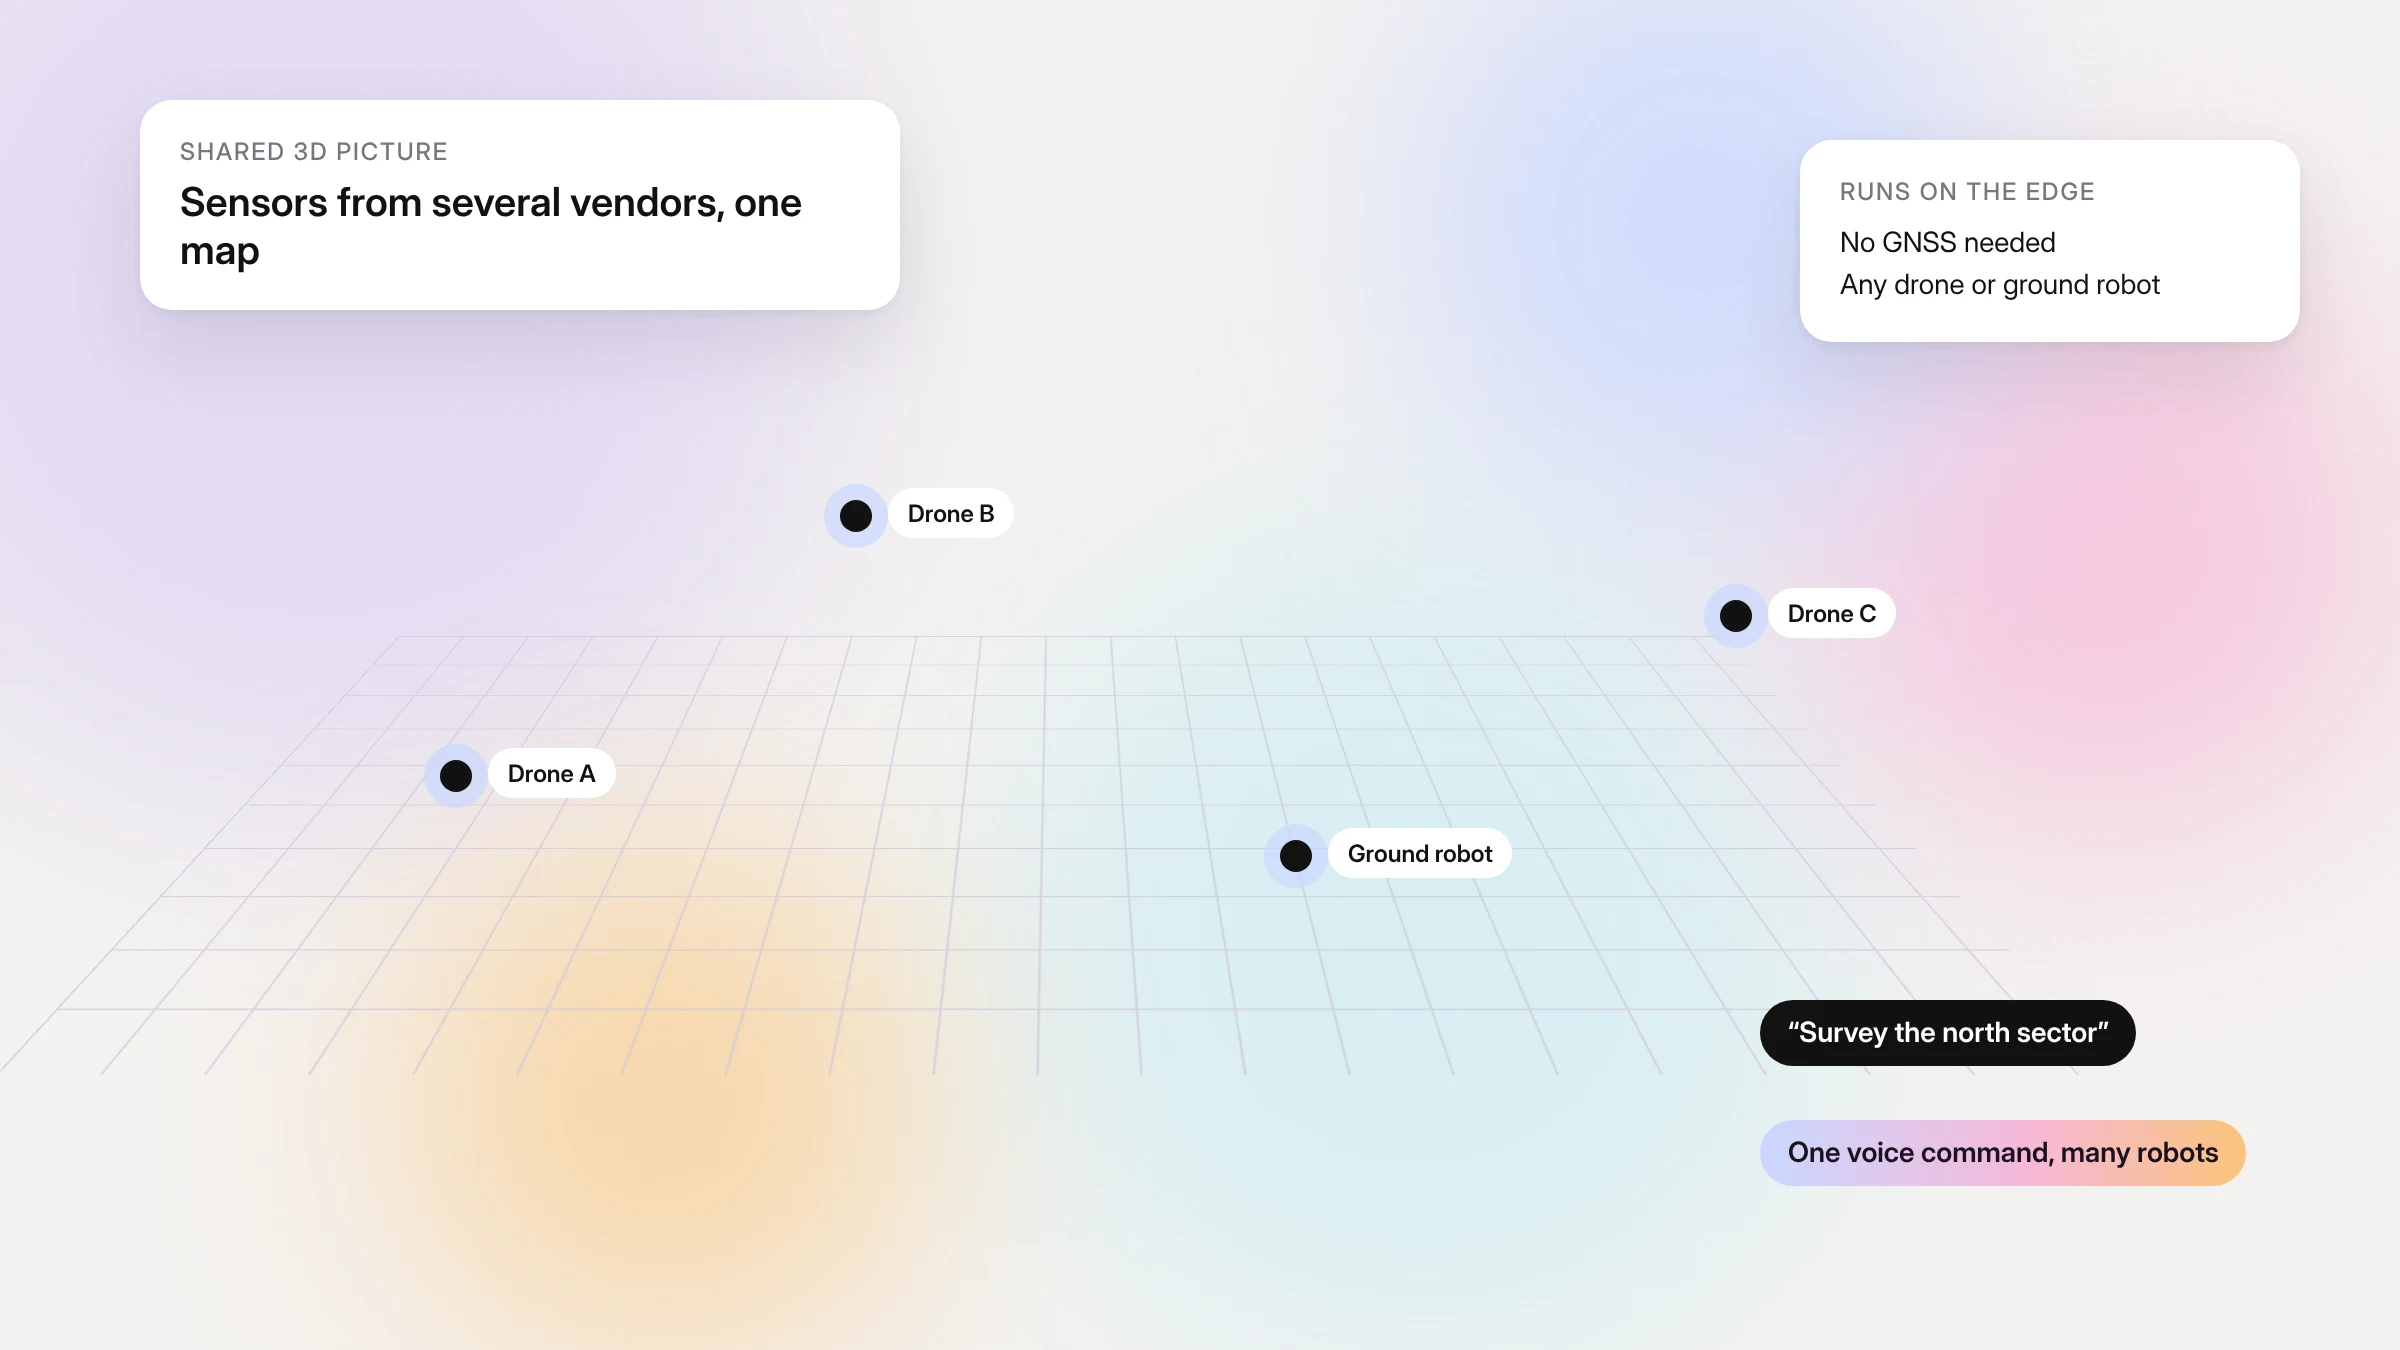 SHARED 3D PICTURE
Sensors from several vendors, one
map
RUNS ON THE EDGE
No GNSS needed
Any drone or ground robot
Drone B
Drone C
Drone A
Ground robot
“Survey the north sector”
One voice command, many robots